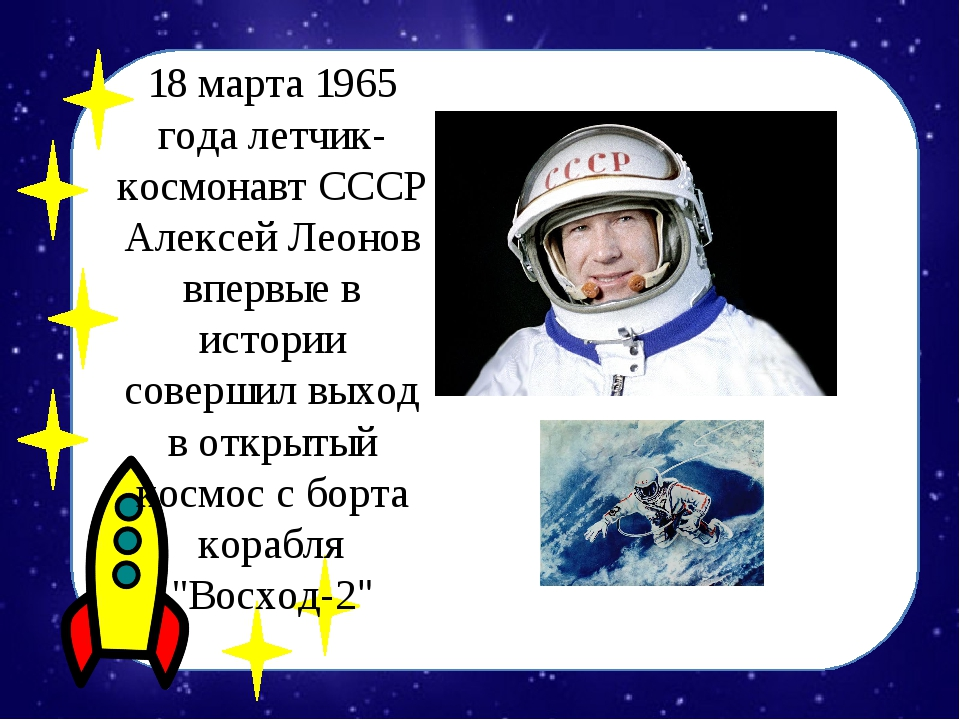 18 марта 1965
года летчик-
космонавт СССР
Алексей Леонов
впервые в
истории
совершил выход
в открытый
космос с борта
корабля
"Восход-2"
СССР